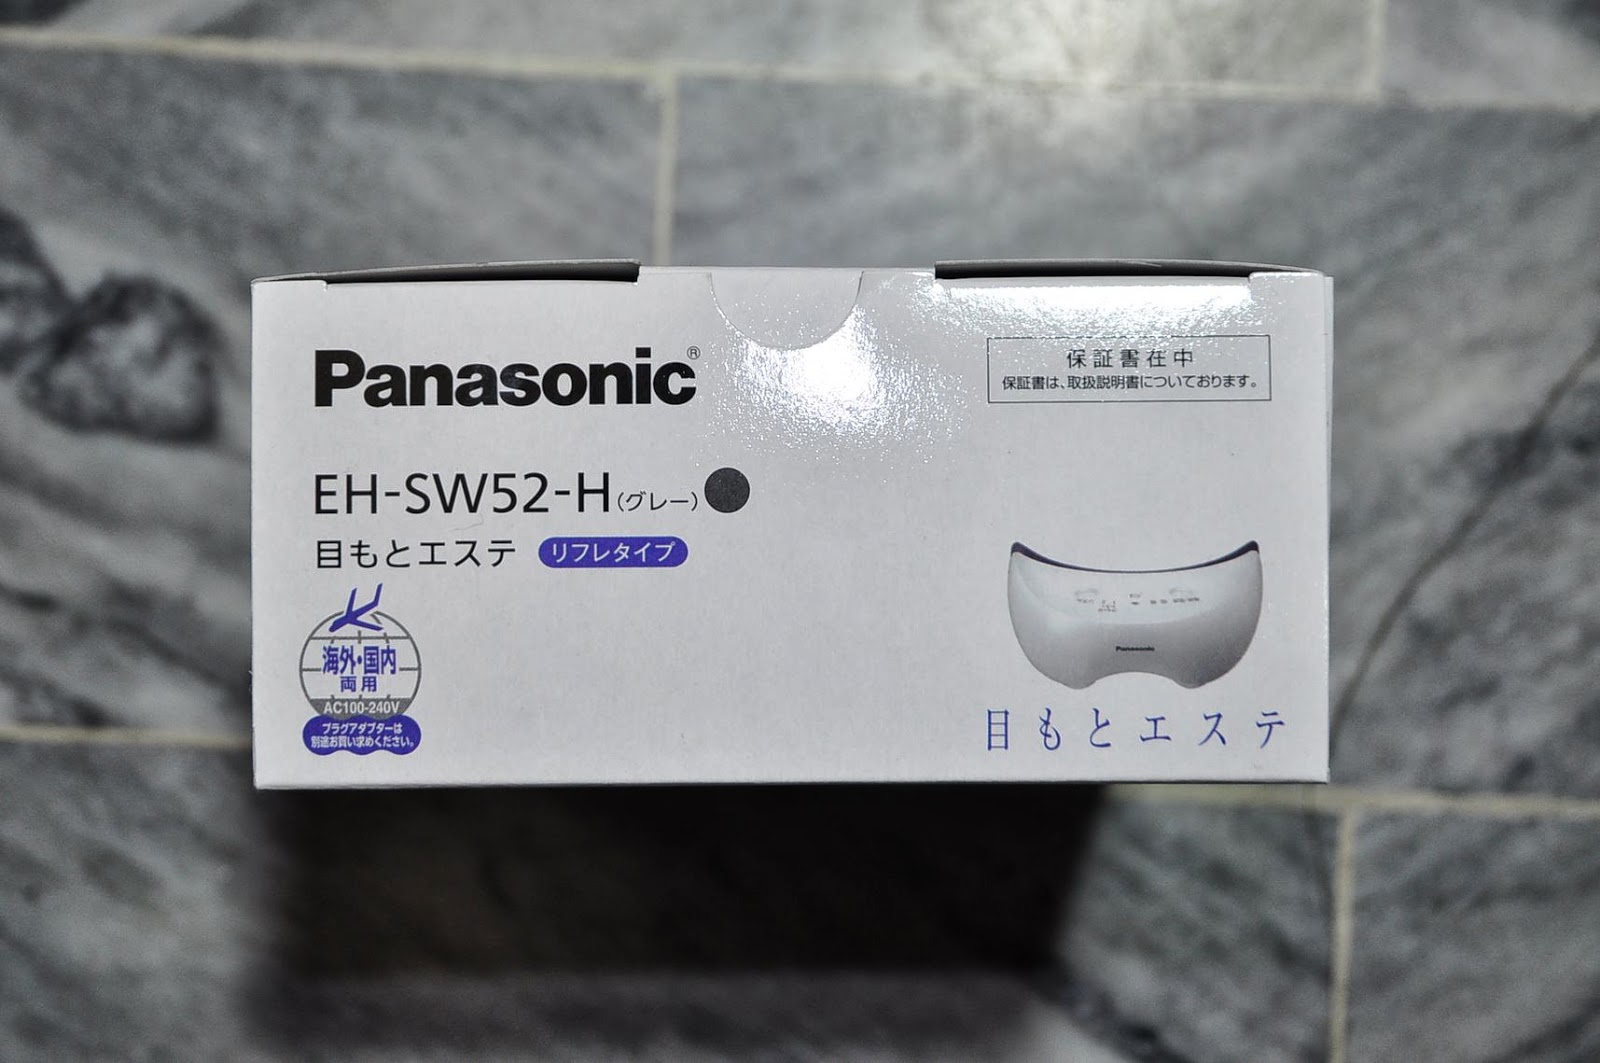 Panasonic®
保証書在中
保証書は、取扱説明書についております。
EH-SW52-H（グレー）
目もとエステ リフレタイプ
海外・国内
両用
AC100-240V
プラグアダプターは
別途お買い求めください。
Panasonic
目もとエステ